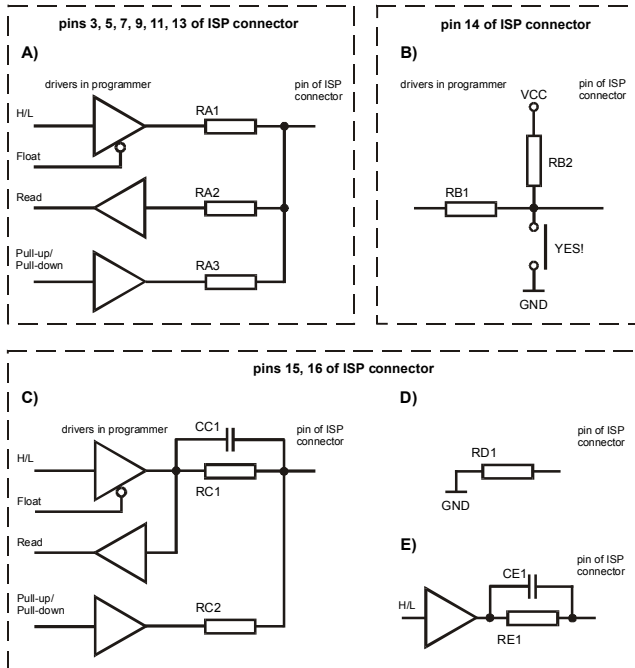 pins 3, 5, 7, 9, 11, 13 of ISP connector
A)
drivers in programmer
pin of ISP
connector
H/L
RA1
Float
Read
RA2
Pull-up/
Pull-down
RA3
pin 14 of ISP connector
B)
drivers in programmer
pin of ISP
connector
VCC
RB2
RB1
YES!
GND
pins 15, 16 of ISP connector
C)
drivers in programmer
CC1
pin of ISP
connector
H/L
RC1
Float
Read
Pull-up/
Pull-down
RC2
D)
pin of ISP
connector
RD1
GND
E)
pin of ISP
connector
CE1
H/L
RE1